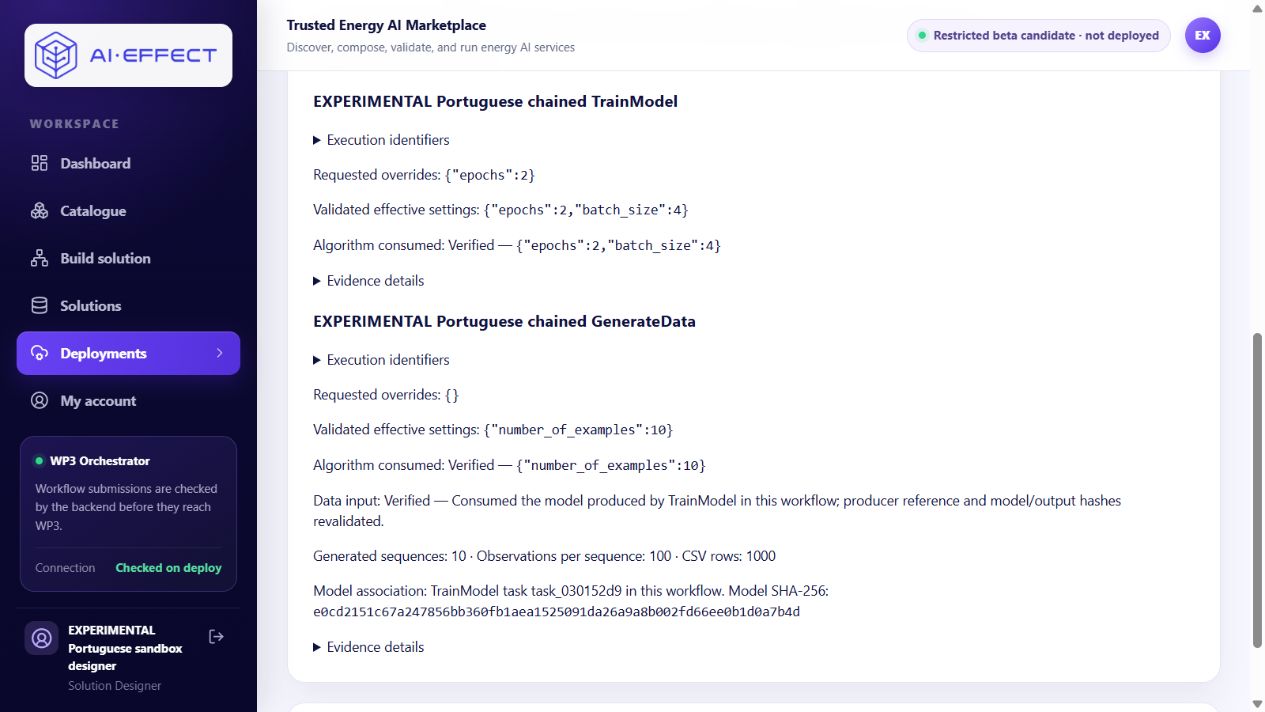 AI·EFFECT
WORKSPACE
Dashboard
Catalogue
Build solution
Solutions
Deployments
My account
WP3 Orchestrator
Workflow submissions are checked
by the backend before they reach
WP3.
Connection Checked on deploy
EXPERIMENTAL
Portuguese sandbox
designer
Solution Designer
Trusted Energy AI Marketplace
Discover, compose, validate, and run energy AI services
Restricted beta candidate · not deployed
EX
EXPERIMENTAL Portuguese chained TrainModel
Execution identifiers
Requested overrides: {"epochs":2}
Validated effective settings: {"epochs":2,"batch_size":4}
Algorithm consumed: Verified — {"epochs":2,"batch_size":4}
Evidence details
EXPERIMENTAL Portuguese chained GenerateData
Execution identifiers
Requested overrides: {}
Validated effective settings: {"number_of_examples":10}
Algorithm consumed: Verified — {"number_of_examples":10}
Data input: Verified — Consumed the model produced by TrainModel in this workflow; producer reference and model/output hashes
revalidated.
Generated sequences: 10 · Observations per sequence: 100 · CSV rows: 1000
Model association: TrainModel task task_030152d9 in this workflow. Model SHA-256:
e0cd2151c67a247856bb360fb1aea1525091da26a9a8b002fd66ee0b1d0a7b4d
Evidence details